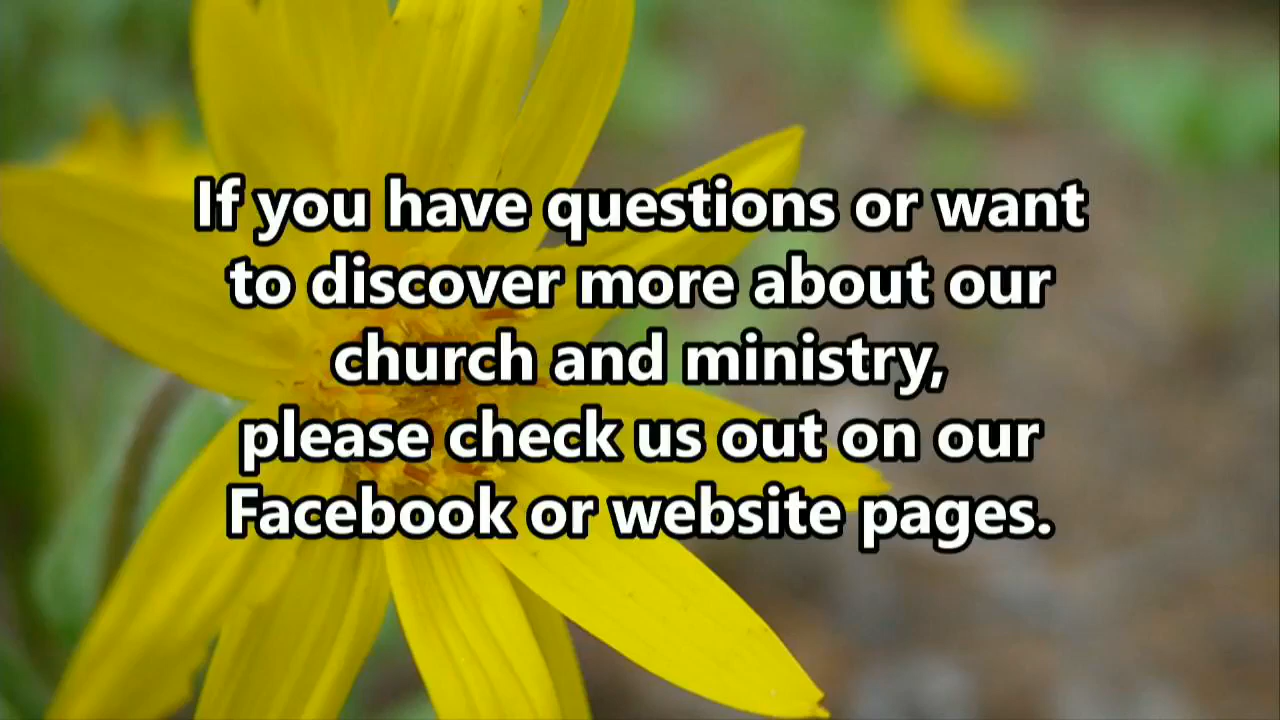 If you have questions or want
to discover more about our
church and ministry,
please check us out on our
Facebook or website pages.